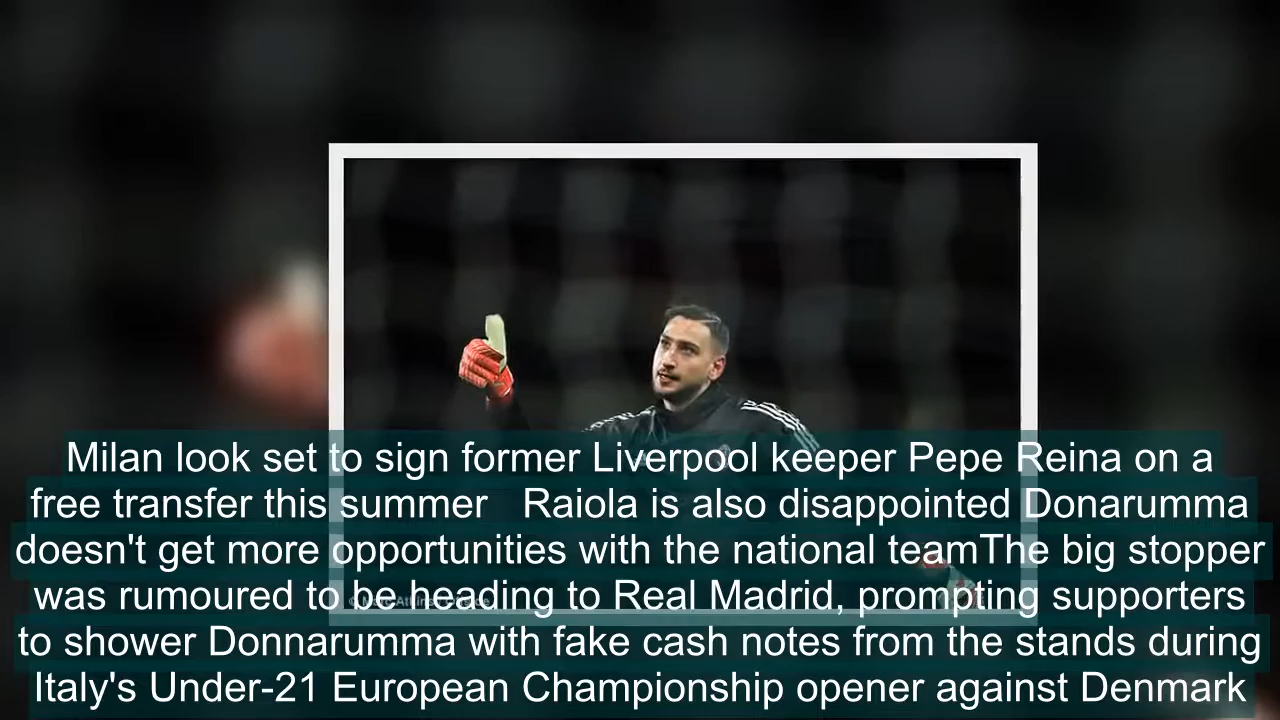 Milan look set to sign former Liverpool keeper Pepe Reina on a
free transfer this summer   Raiola is also disappointed Donarumma
doesn't get more opportunities with the national teamThe big stopper
was rumoured to be heading to Real Madrid, prompting supporters
to shower Donnarumma with fake cash notes from the stands during
Italy's Under-21 European Championship opener against Denmark